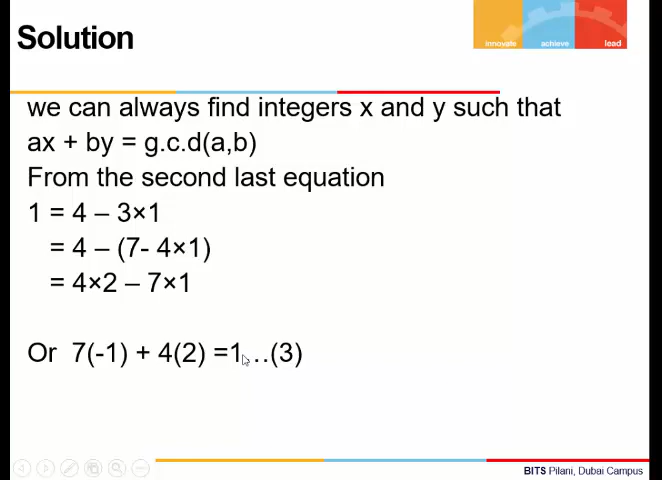 Solution
innovate achieve lead
we can always find integers x and y such that
ax + by = g.c.d(a,b)
From the second last equation
1 = 4 – 3×1
= 4 – (7- 4×1)
= 4×2 – 7×1
Or 7(-1) + 4(2) =1…(3)
BITS Pilani, Dubai Campus